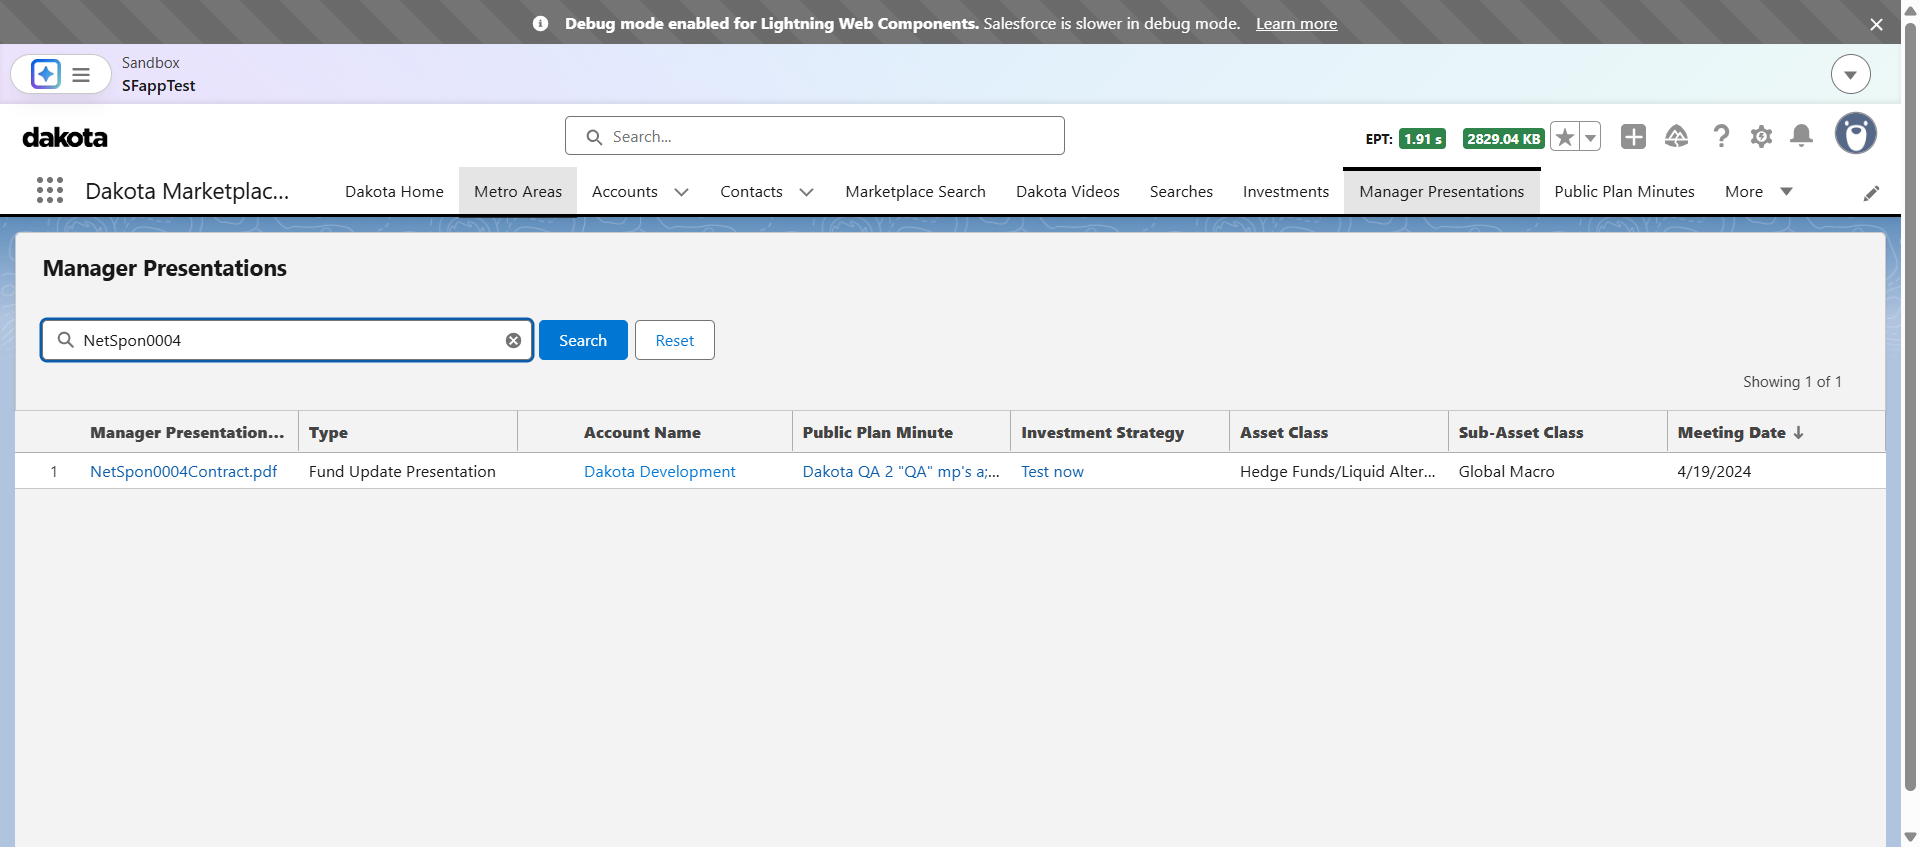 Debug mode enabled for Lightning Web Components. Salesforce is slower in debug mode. Learn more
Sandbox
SFappTest
dakota
Search...
EPT: 1.91 s 2829.04 KB
Dakota Marketplac...
Dakota Home Metro Areas Accounts Contacts Marketplace Search Dakota Videos Searches Investments Manager Presentations Public Plan Minutes More
Manager Presentations
NetSpon0004 Search Reset
Showing 1 of 1
Manager Presentation... Type Account Name Public Plan Minute Investment Strategy Asset Class Sub-Asset Class Meeting Date
1 NetSpon0004Contract.pdf Fund Update Presentation Dakota Development Dakota QA 2 "QA" mp's a;... Test now Hedge Funds/Liquid Alter... Global Macro 4/19/2024